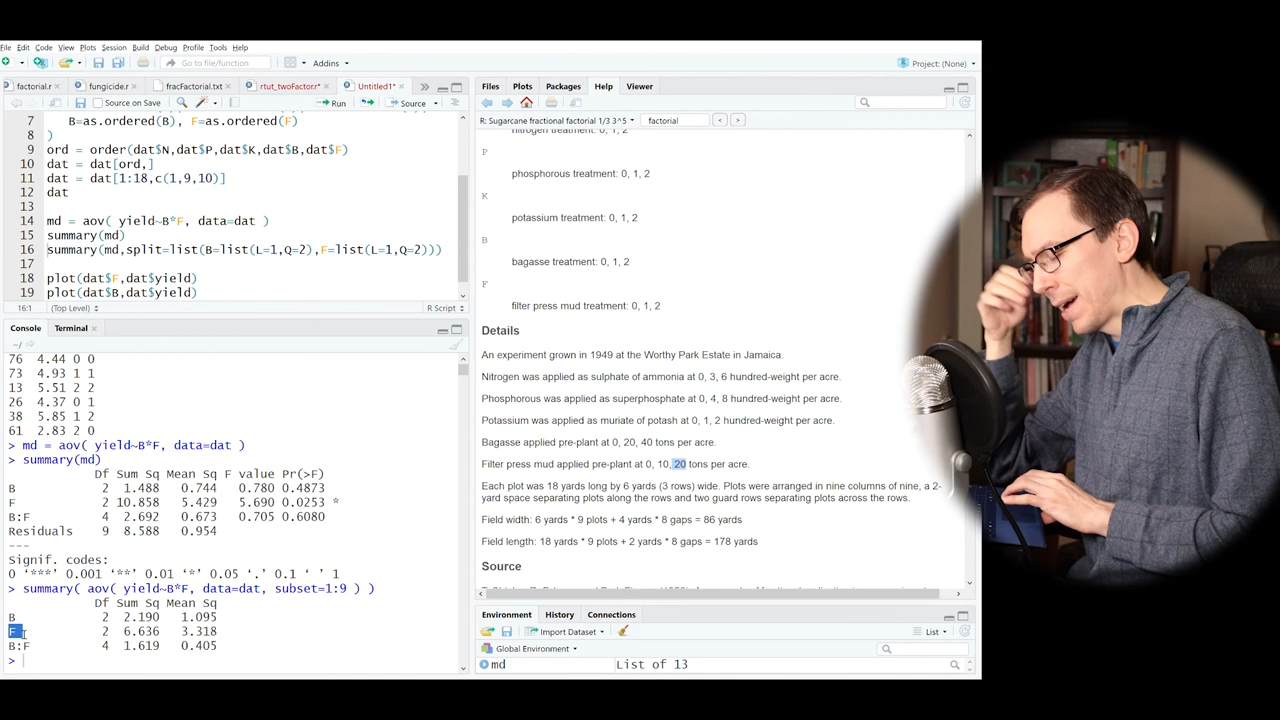 File Edit Code View Plots Session Build Debug Profile Tools Help
Go to file/function
Addins
Project: (None)
factorial.r
fungicide.r
fracFactorial.txt
rtut_twoFactor.r*
Untitled1*
Source on Save
Run
Source
7 B=as.ordered(B), F=as.ordered(F)
8 )
9 ord = order(dat$N,dat$P,dat$K,dat$B,dat$F)
10 dat = dat[ord,]
11 dat = dat[1:18,c(1,9,10)]
12 dat
13
14 md = aov( yield~B*F, data=dat )
15 summary(md)
16 summary(md,split=list(B=list(L=1,Q=2),F=list(L=1,Q=2)))
17
18 plot(dat$F,dat$yield)
19 plot(dat$B,dat$yield)
16:1 (Top Level) R Script
Console Terminal
~/
76 4.44 0 0
73 4.93 1 1
13 5.51 2 2
26 4.37 0 1
38 5.85 1 2
61 2.83 2 0
> md = aov( yield~B*F, data=dat )
> summary(md)
Df Sum Sq Mean Sq F value Pr(>F)
B 2 1.488 0.744 0.780 0.4873
F 2 10.858 5.429 5.690 0.0253 *
B:F 4 2.692 0.673 0.705 0.6080
Residuals 9 8.588 0.954
---
Signif. codes:
0 ‘***’ 0.001 ‘**’ 0.01 ‘*’ 0.05 ‘.’ 0.1 ‘ ’ 1
> summary( aov( yield~B*F, data=dat, subset=1:9 ) )
Df Sum Sq Mean Sq
B 2 2.190 1.095
F 2 6.636 3.318
B:F 4 1.619 0.405
>
Files Plots Packages Help Viewer
R: Sugarcane fractional factorial 1/3 3^5
factorial
nitrogen treatment: 0, 1, 2
P
phosphorous treatment: 0, 1, 2
K
potassium treatment: 0, 1, 2
B
bagasse treatment: 0, 1, 2
F
filter press mud treatment: 0, 1, 2
Details
An experiment grown in 1949 at the Worthy Park Estate in Jamaica.
Nitrogen was applied as sulphate of ammonia at 0, 3, 6 hundred-weight per acre.
Phosphorous was applied as superphosphate at 0, 4, 8 hundred-weight per acre.
Potassium was applied as muriate of potash at 0, 1, 2 hundred-weight per acre.
Bagasse applied pre-plant at 0, 20, 40 tons per acre.
Filter press mud applied pre-plant at 0, 10, 20 tons per acre.
Each plot was 18 yards long by 6 yards (3 rows) wide. Plots were arranged in nine columns of nine, a 2-
yard space separating plots along the rows and two guard rows separating plots across the rows.
Field width: 6 yards * 9 plots + 4 yards * 8 gaps = 86 yards
Field length: 18 yards * 9 plots + 2 yards * 8 gaps = 178 yards
Source
Environment History Connections
Import Dataset
List
Global Environment
md List of 13